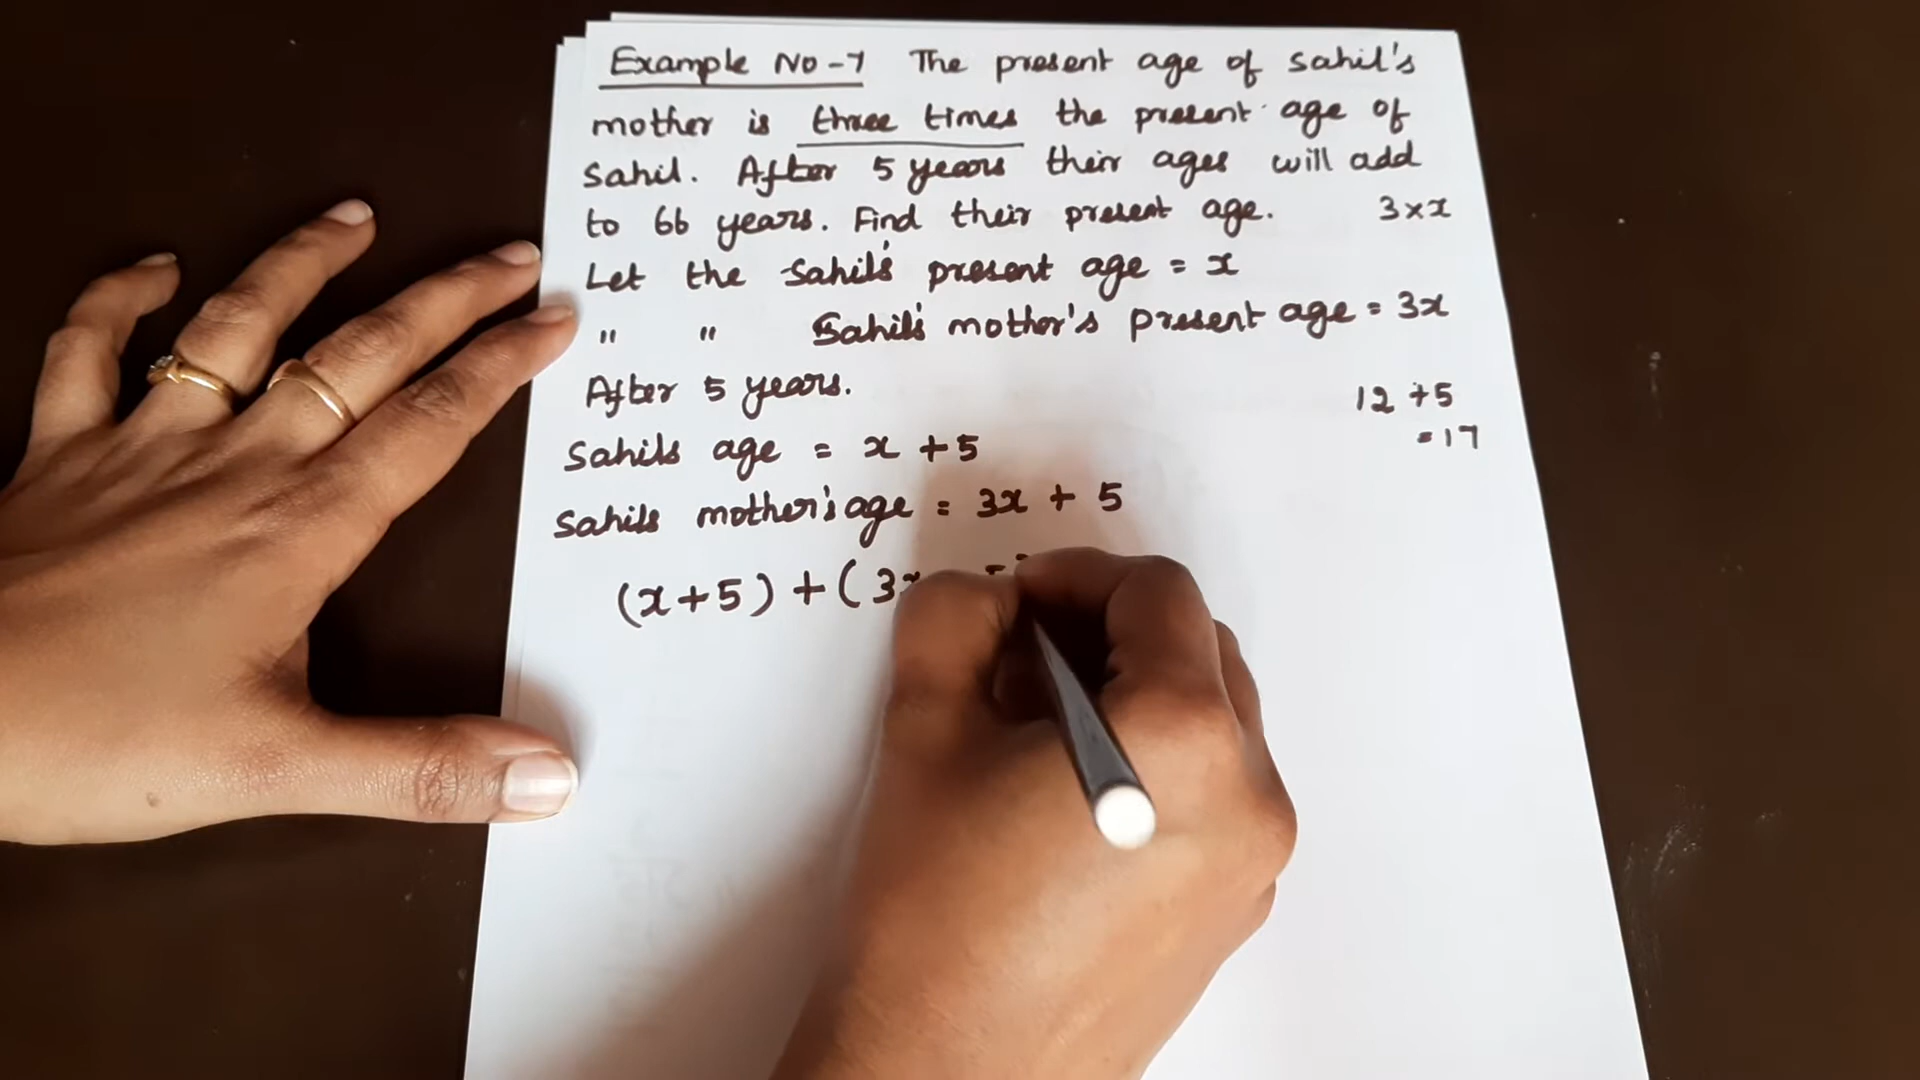 Example No - 7 The present age of Sahil's
mother is three times the present age of
Sahil. After 5 years their ages will add
to 66 years. Find their present age.
3 × x
Let the Sahil's present age = x
" " Sahil's mother's present age = 3x
After 5 years.
12 + 5
= 17
Sahils age = x + 5
Sahils mother's age = 3x + 5
(x+5) + (3x